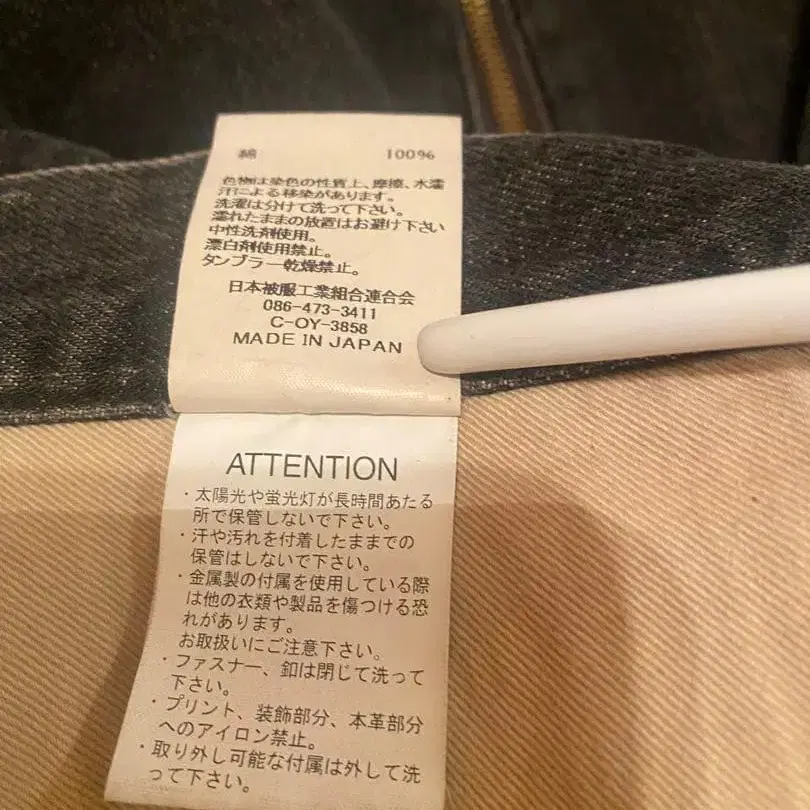 綿 100%
色物は染色の性質上、摩擦、水濡
汗による移染があります。
洗濯は分けて洗って下さい。
濡れたままの放置はお避け下さい
中性洗剤使用。
漂白剤使用禁止。
タンブラー乾燥禁止。
日本被服工業組合連合会
086-473-3411
C-OY-3858
MADE IN JAPAN
ATTENTION
・太陽光や蛍光灯が長時間あたる
所で保管しないで下さい。
・汗や汚れを付着したままでの
保管はしないで下さい。
・金属製の付属を使用している際
は他の衣類や製品を傷つける恐
れがあります。
お取扱いにご注意下さい。
・ファスナー、釦は閉じて洗って
下さい。
・プリント、装飾部分、本革部分
へのアイロン禁止。
・取り外し可能な付属は外して洗
って下さい。